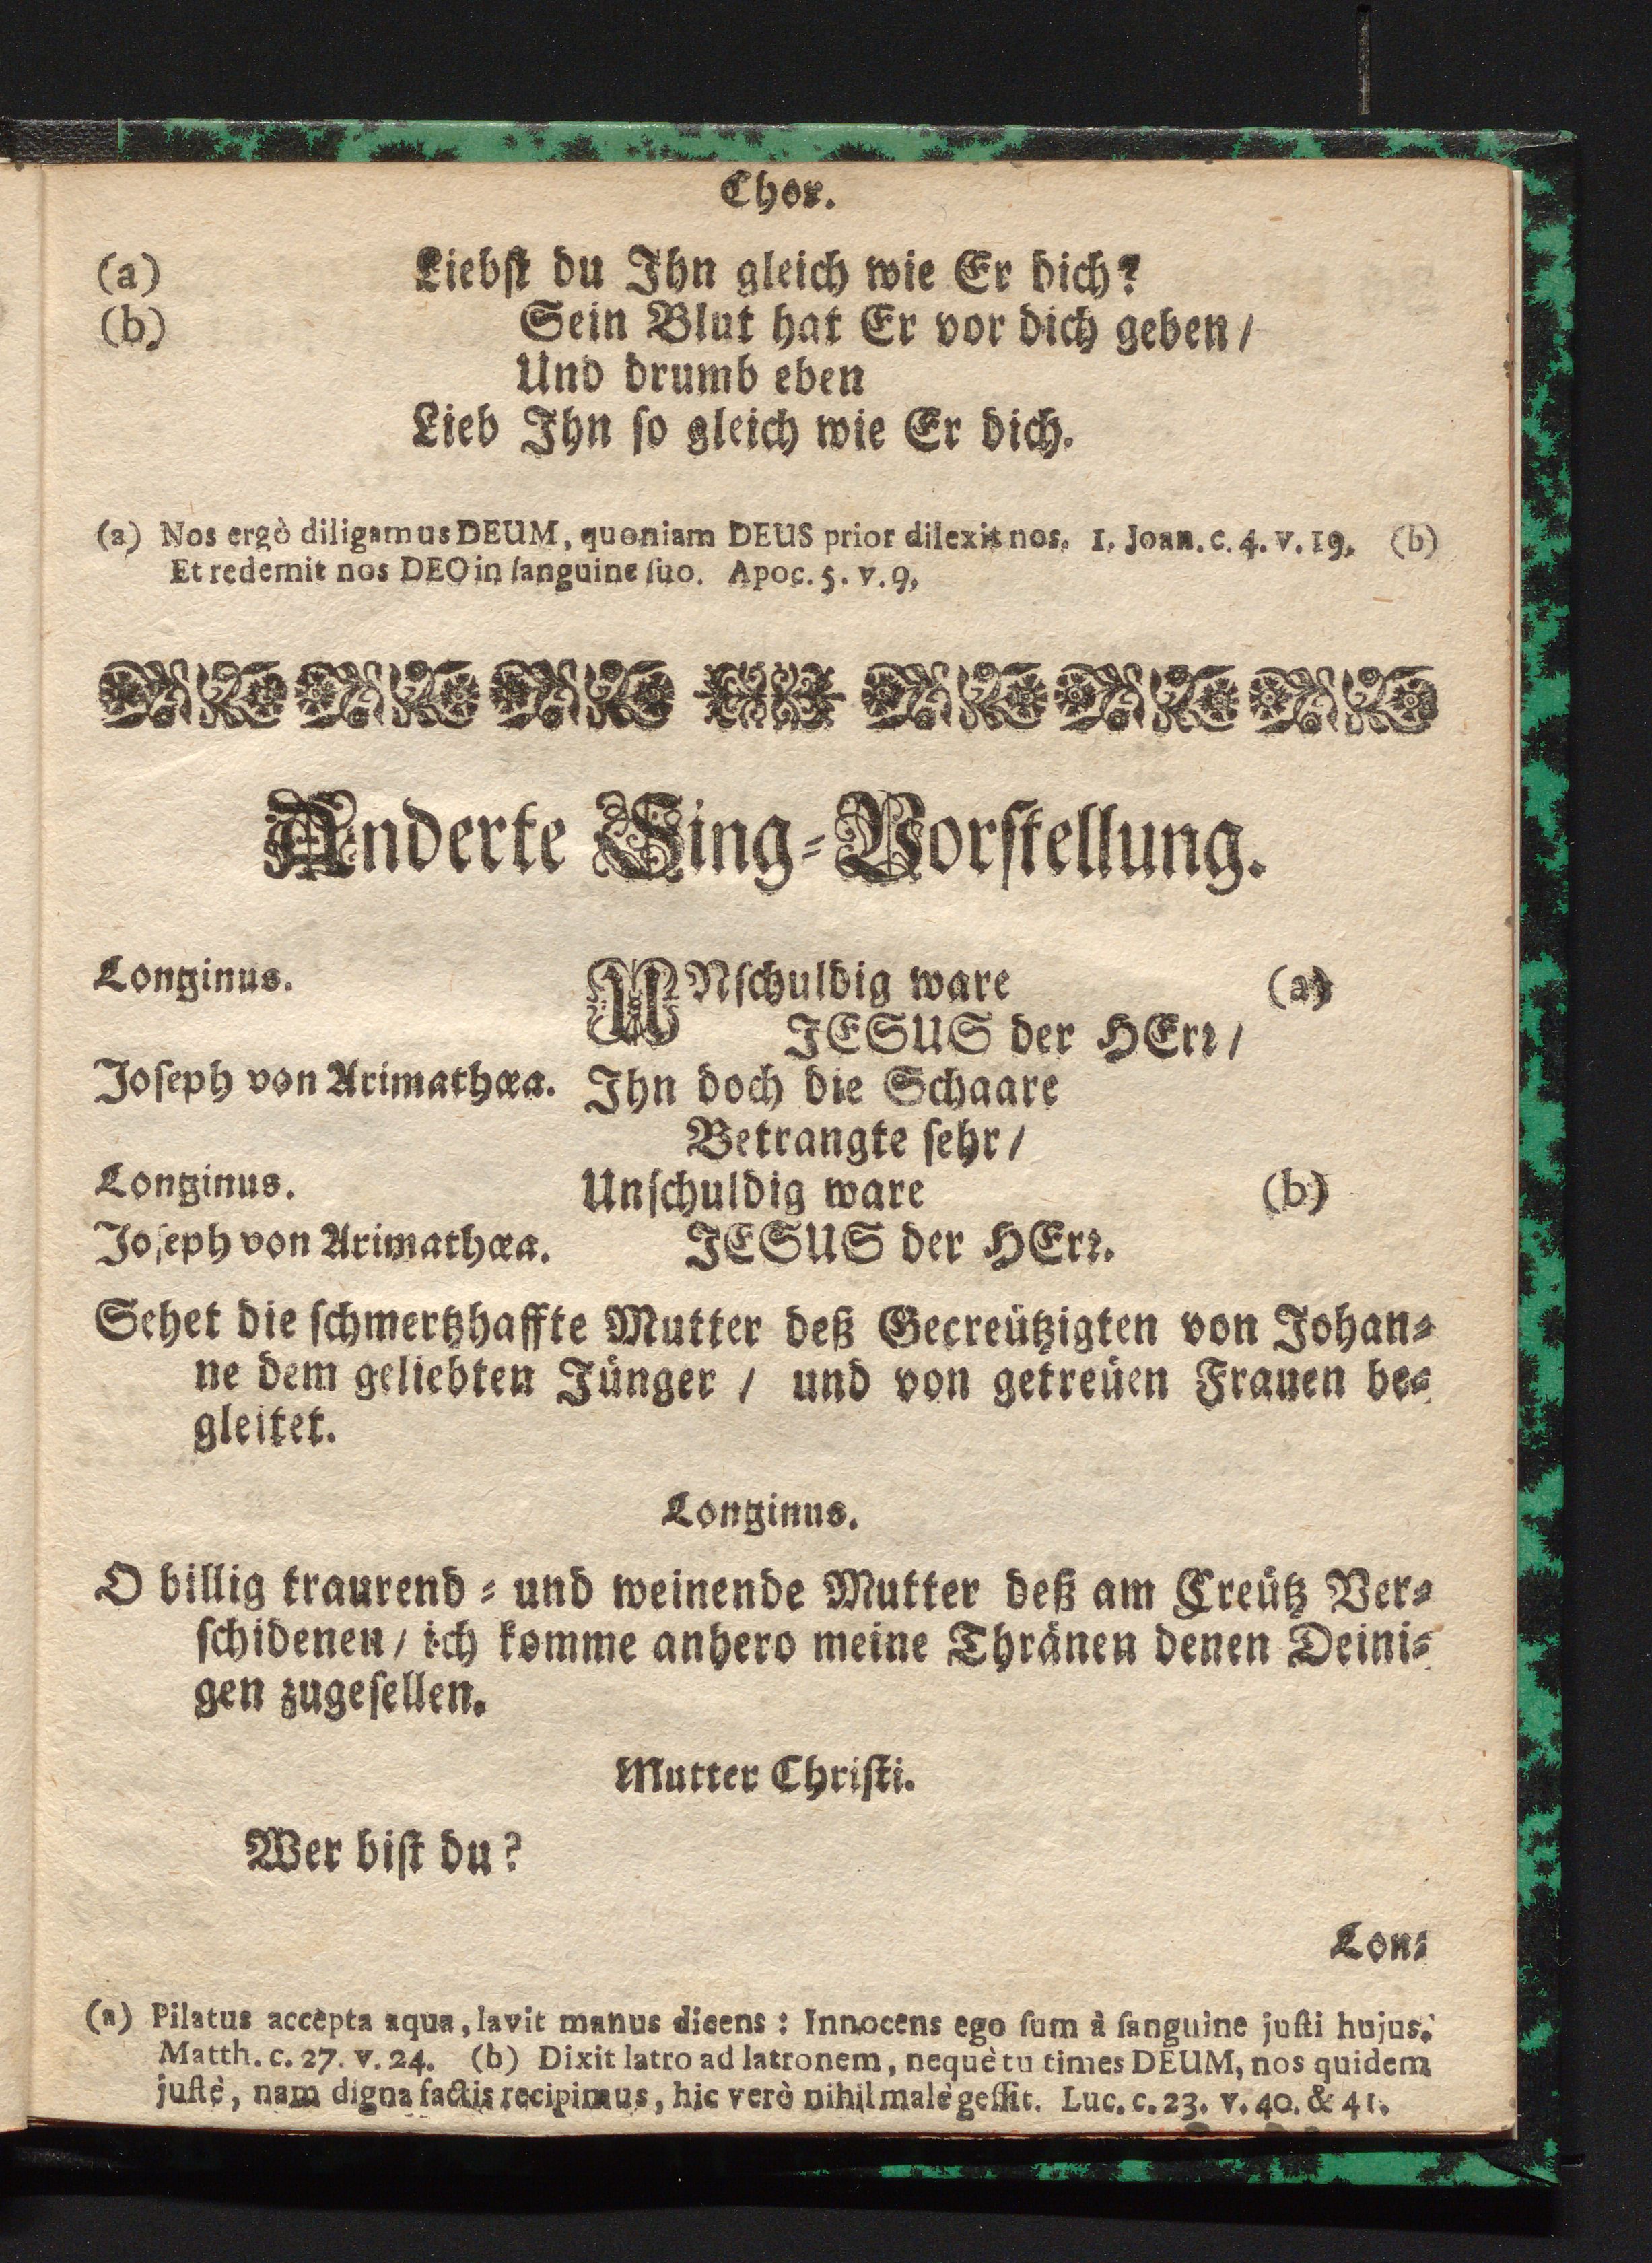 Chor.
(a) Liebſt du Ihn gleich wie Er dich?
(b) Sein Blut hat Er vor dich geben /
Und drumb eben
Lieb Ihn ſo gleich wie Er dich.
(a) Nos ergò diligamus DEUM, quoniam DEUS prior dilexit nos. 1. Joan. c. 4. v. 19. (b)
Et redemit nos DEO in ſanguine ſuo. Apoc. 5. v. 9,
Anderte Sing-Vorſtellung.
Longinus. UNſchuldig ware (a)
JESUS der HErꝛ /
Joſeph von Arimathæa. Ihn doch die Schaare
Betrangte ſehr /
Longinus. Unſchuldig ware (b)
Joſeph von Arimathæa. JESUS der HErꝛ.
Sehet die ſchmertzhaffte Mutter deß Gecreützigten von Johan-
ne dem geliebten Jünger / und von getreüen Frauen be-
gleitet.
Longinus.
O billig traurend - und weinende Mutter deß am Creütz Ver-
ſchidenen / ich komme anhero meine Thränen denen Deini-
gen zugeſellen.
Mutter Chriſti.
Wer biſt du?
Lon-
(a) Pilatus accepta aqua, lavit manus dicens: Innocens ego ſum à ſanguine juſti hujus.
Matth. c. 27. v. 24. (b) Dixit latro ad latronem, nequè tu times DEUM, nos quidem
juſtè, nam digna factis recipimus, hic verò nihil malè geſſit. Luc. c. 23. v. 40. & 41.